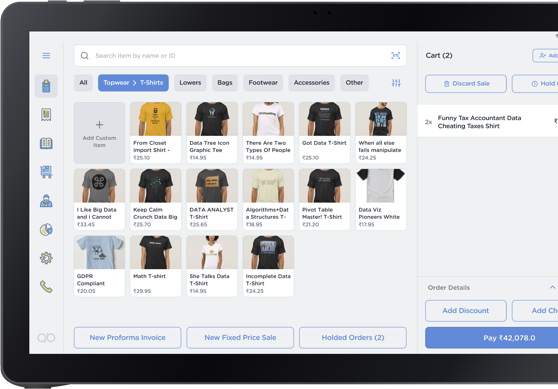 Search item by name or ID
All
Topwear > T-Shirts
Lowers
Bags
Footwear
Accessories
Other
Add Custom
Item
From Closet
Import Shirt -
₹25.10
Data Tree Icon
Graphic Tee
₹14.95
There Are Two
Types Of People
₹14.95
Got Data T-Shirt
₹25.10
When all else
fails manipulate
₹24.25
I Like Big Data
and I Cannot
₹33.45
Keep Calm
Crunch Data Big
₹25.70
DATA ANALYST
T-Shirt
₹25.65
Algorithms+Dat
a Structures T-
₹18.95
Pivot Table
Master! T-Shirt
₹21.20
Data Viz
Pioneers White
₹17.95
GDPR
Compliant
₹20.05
Math T-shirt
₹29.95
She Talks Data
T-Shirt
₹14.95
Incomplete Data
T-Shirt
₹24.25
New Proforma Invoice
New Fixed Price Sale
Holded Orders (2)
Cart (2)
Add
Discard Sale
Hold
2x
Funny Tax Accountant Data
Cheating Taxes Shirt
₹
Order Details
Add Discount
Add Ch
Pay ₹42,078.0